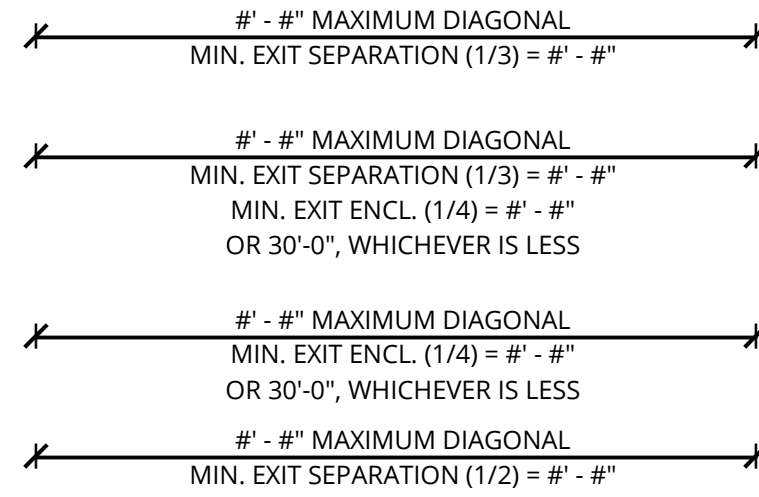 #' - #" MAXIMUM DIAGONAL
MIN. EXIT SEPARATION (1/3) = #' - #"
#' - #" MAXIMUM DIAGONAL
MIN. EXIT SEPARATION (1/3) = #' - #"
MIN. EXIT ENCL. (1/4) = #' - #"
OR 30'-0", WHICHEVER IS LESS
#' - #" MAXIMUM DIAGONAL
MIN. EXIT ENCL. (1/4) = #' - #"
OR 30'-0", WHICHEVER IS LESS
#' - #" MAXIMUM DIAGONAL
MIN. EXIT SEPARATION (1/2) = #' - #"